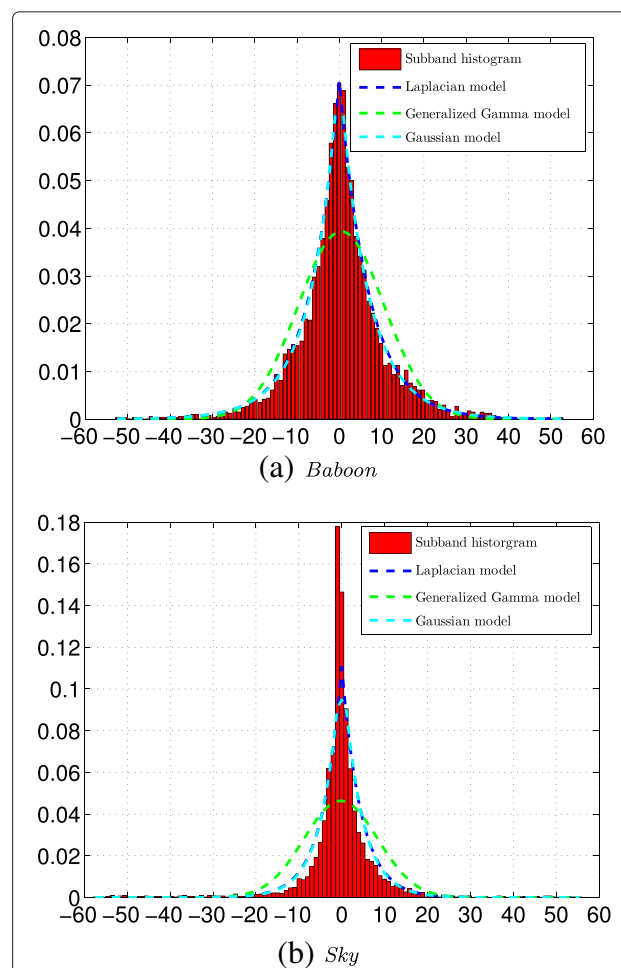 0.08
0.07
0.06
0.05
0.04
0.03
0.02
0.01
0
Subband histogram
Laplacian model
Generalized Gamma model
Gaussian model
−60 −50 −40 −30 −20 −10 0 10 20 30 40 50 60
(a) Baboon
0.18
0.16
0.14
0.12
0.1
0.08
0.06
0.04
0.02
0
Subband historgram
Laplacian model
Generalized Gamma model
Gaussian model
−60 −50 −40 −30 −20 −10 0 10 20 30 40 50 60
(b) Sky